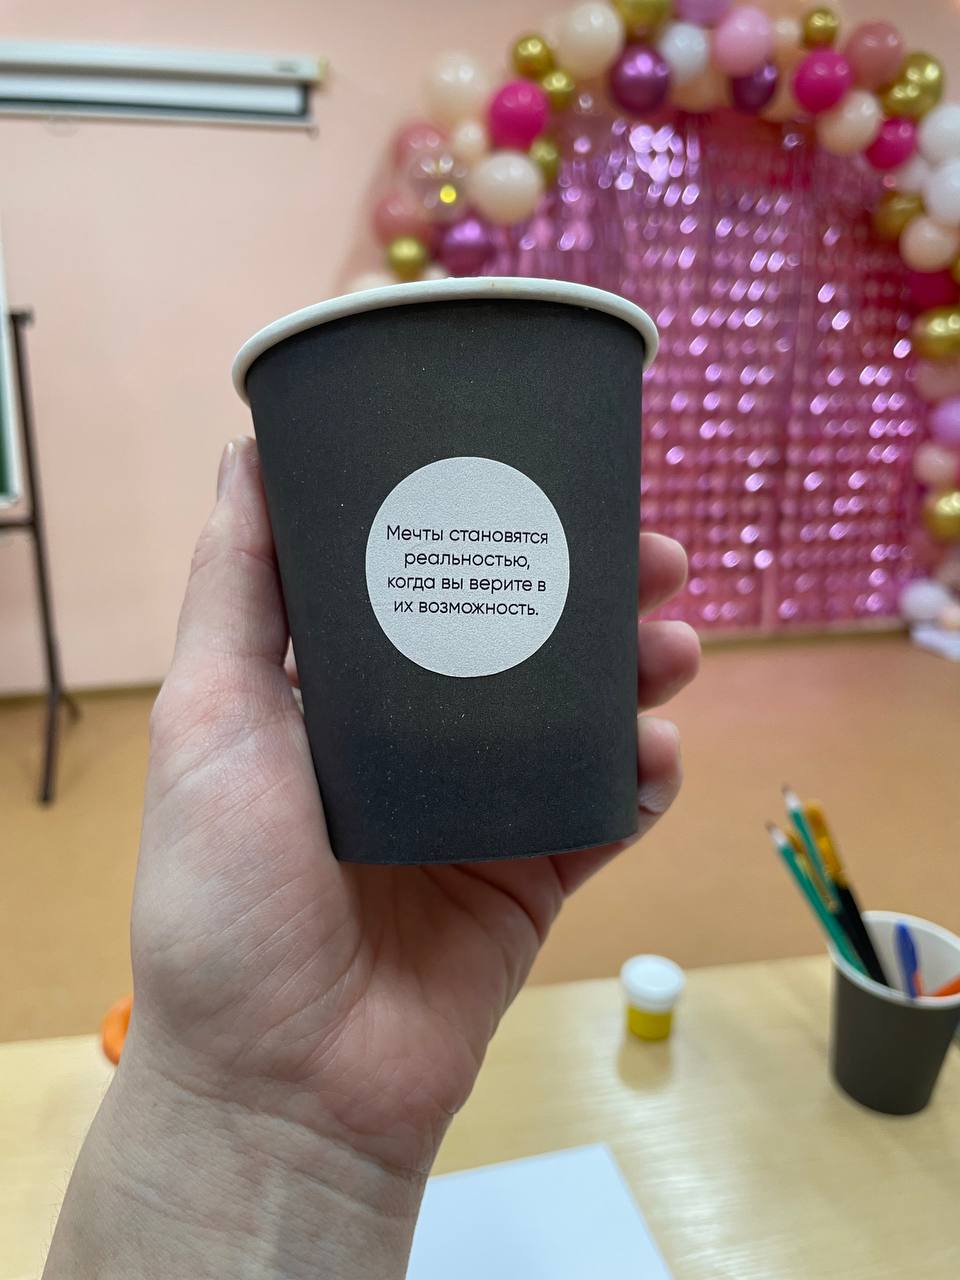 Мечты становятся
реальностью,
когда вы верите в
их возможность.